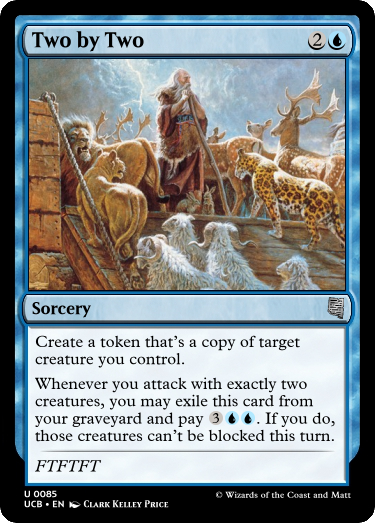 Two by Two 2
Sorcery
Create a token that's a copy of target
creature you control.
Whenever you attack with exactly two
creatures, you may exile this card from
your graveyard and pay 3. If you do,
those creatures can't be blocked this turn.
FTFTFT
U 0085
UCB • EN CLARK KELLEY PRICE
© Wizards of the Coast and Matt